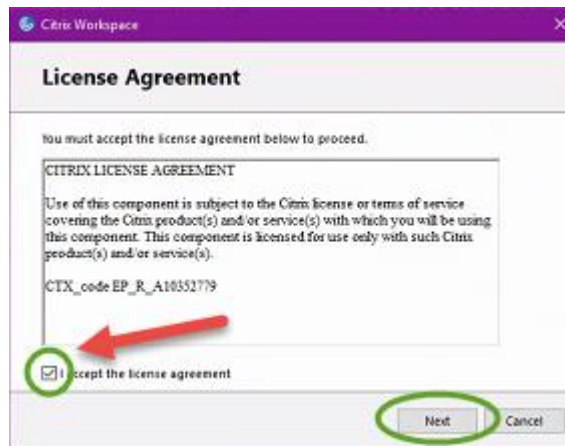 Citrix Workspace
License Agreement
You must accept the license agreement below to proceed.
CITRIX LICENSE AGREEMENT
Use of this component is subject to the Citrix license or terms of service
covering the Citrix product(s) and/or service(s) with which you will be using
this component. This component is licensed for use only with such Citrix
product(s) and/or service(s).
CTX_code EP_R_A10352779
I accept the license agreement
Next
Cancel